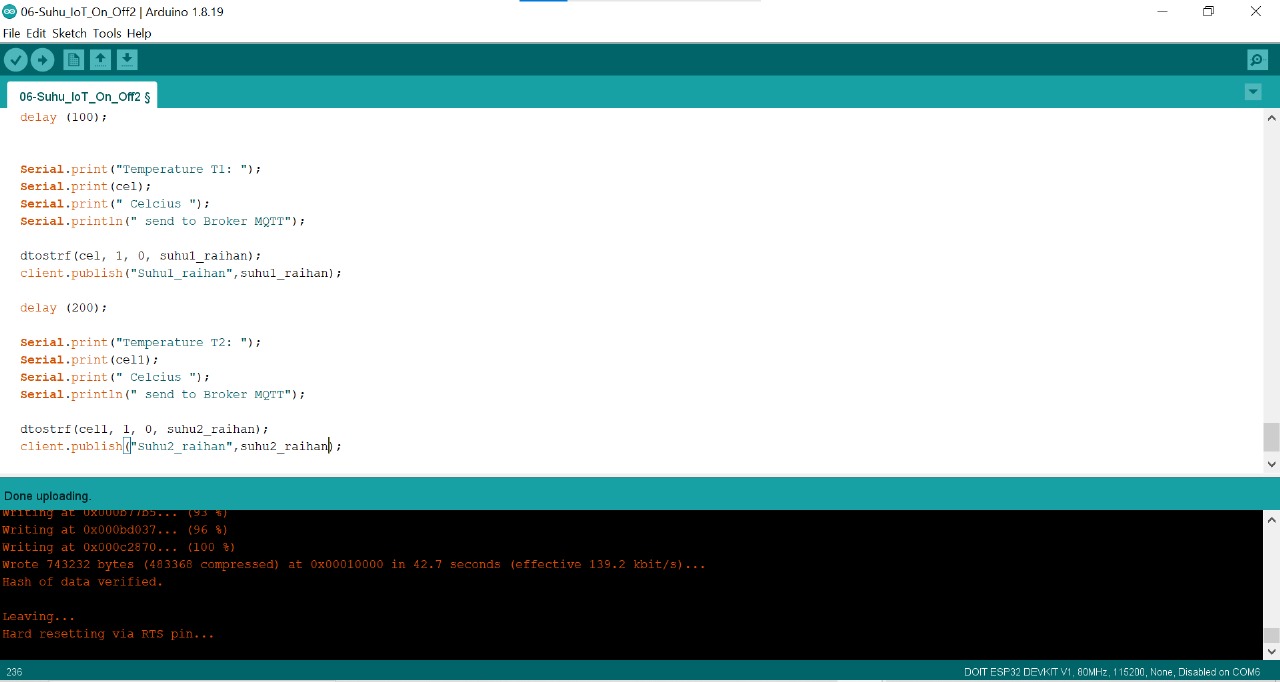 06-Suhu_IoT_On_Off2 | Arduino 1.8.19
File Edit Sketch Tools Help
06-Suhu_IoT_On_Off2 §
delay (100);
Serial.print("Temperature T1: ");
Serial.print(cel);
Serial.print(" Celcius ");
Serial.println(" send to Broker MQTT");
dtostrf(cel, 1, 0, suhu1_raihan);
client.publish("Suhu1_raihan",suhu1_raihan);
delay (200);
Serial.print("Temperature T2: ");
Serial.print(cel1);
Serial.print(" Celcius ");
Serial.println(" send to Broker MQTT");
dtostrf(cel1, 1, 0, suhu2_raihan);
client.publish("Suhu2_raihan",suhu2_raihan);
Done uploading.
Writing at 0x000b77b5... (93 %)
Writing at 0x000bd037... (96 %)
Writing at 0x000c2870... (100 %)
Wrote 743232 bytes (483368 compressed) at 0x00010000 in 42.7 seconds (effective 139.2 kbit/s)...
Hash of data verified.
Leaving...
Hard resetting via RTS pin...
236
DOIT ESP32 DEVKIT V1, 80MHz, 115200, None, Disabled on COM6